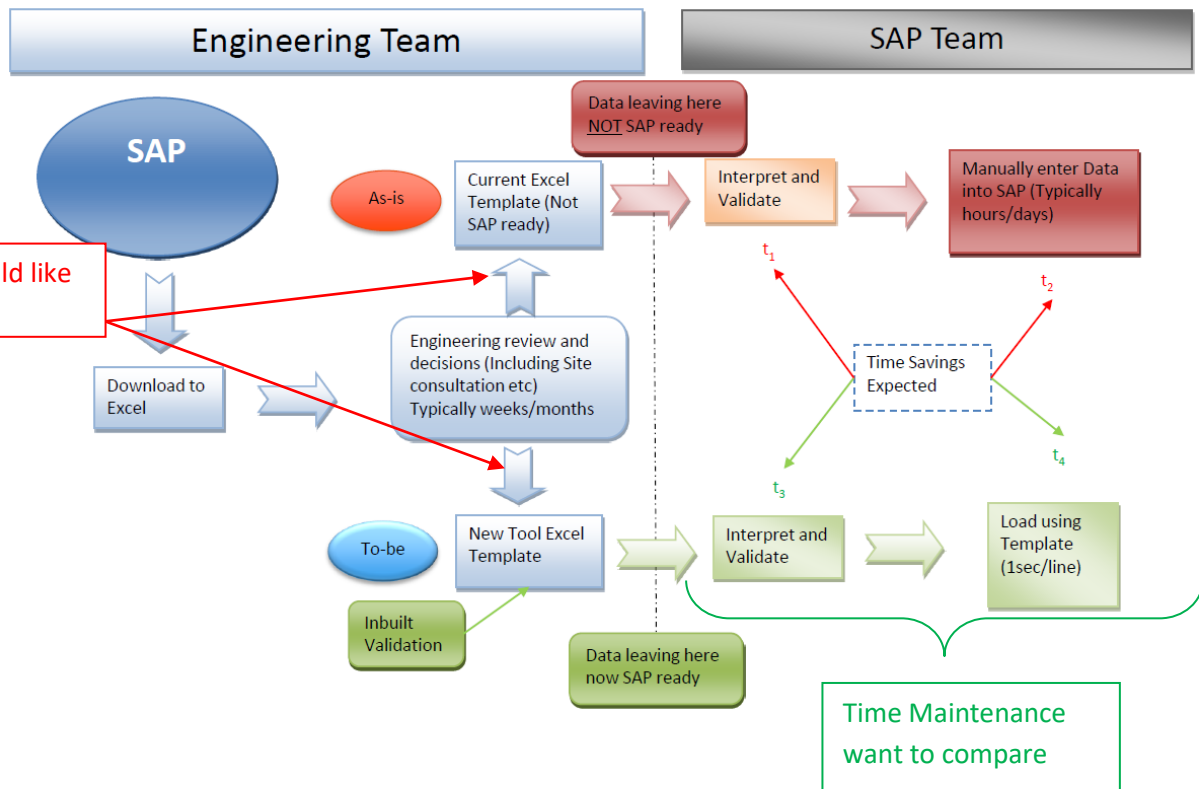 Engineering Team
SAP Team
SAP
Data leaving here
NOT SAP ready
As-is
Current Excel
Template (Not
SAP ready)
Interpret and
Validate
Manually enter Data
into SAP (Typically
hours/days)
like
t1
t2
Download to
Excel
Engineering review and
decisions (Including Site
consultation etc)
Typically weeks/months
Time Savings
Expected
t3
t4
To-be
New Tool Excel
Template
Interpret and
Validate
Load using
Template
(1sec/line)
Inbuilt
Validation
Data leaving here
now SAP ready
Time Maintenance
want to compare